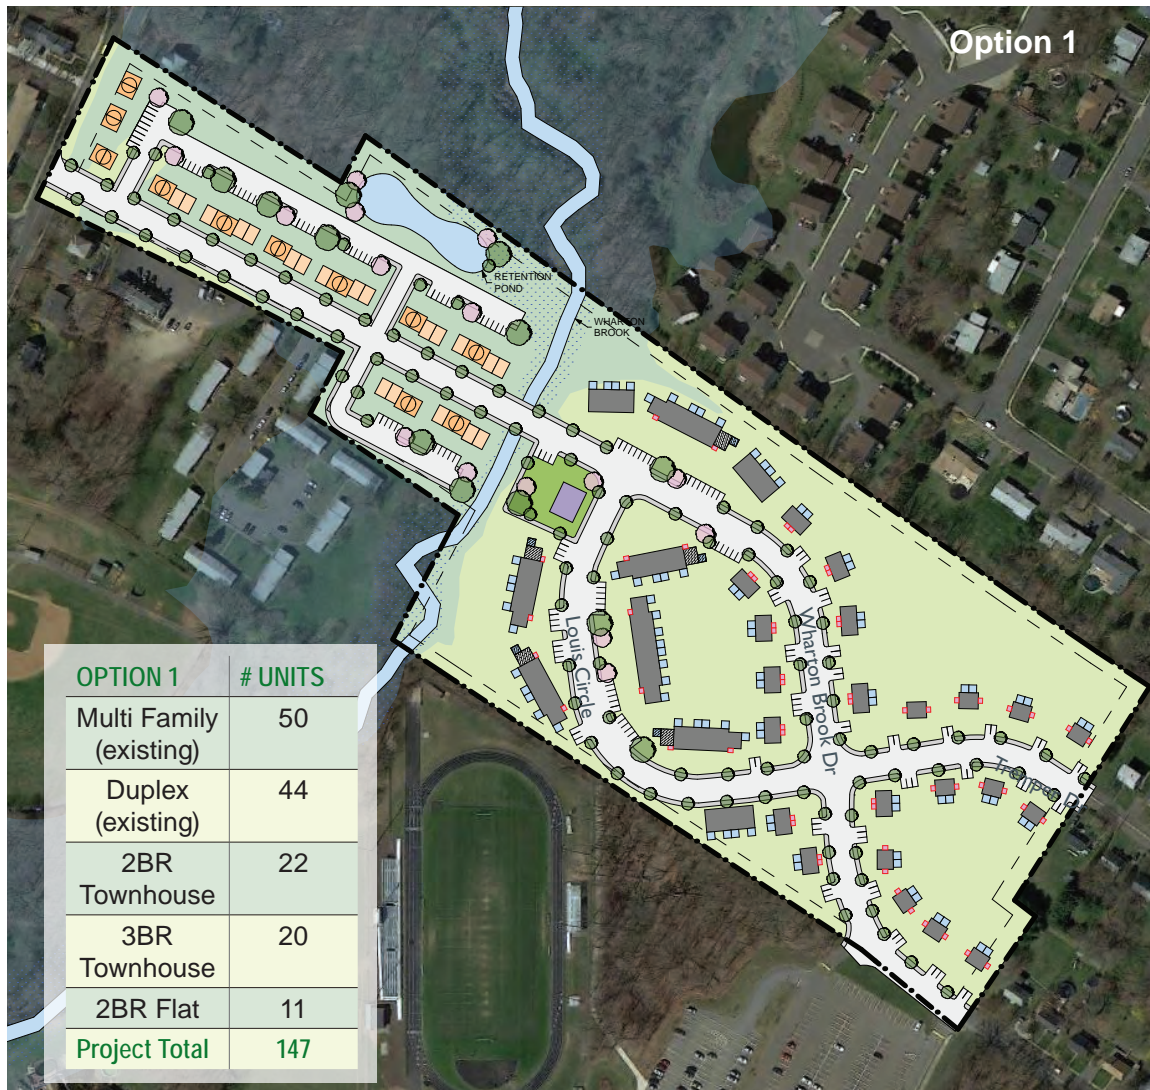 Option 1
RETENTION
POND
WHARTON
BROOK
Louis Circle
Wharton Brook Dr
OPTION 1 # UNITS
Multi Family 50
(existing)
Duplex 44
(existing)
2BR 22
Townhouse
3BR 20
Townhouse
2BR Flat 11
Project Total 147